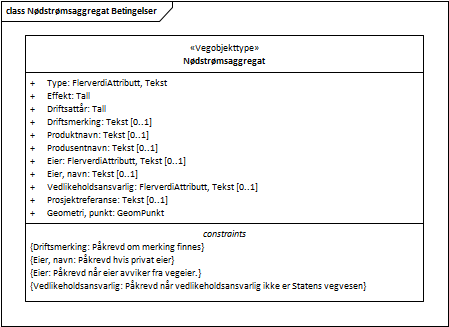 class Nødstrømsaggregat Betingelser
«Vegobjekttype»
Nødstrømsaggregat
+ Type: FlerverdiAttributt, Tekst
+ Effekt: Tall
+ Driftsattår: Tall
+ Driftsmerking: Tekst [0..1]
+ Produktnavn: Tekst [0..1]
+ Produsentnavn: Tekst [0..1]
+ Eier: FlerverdiAttributt, Tekst [0..1]
+ Eier, navn: Tekst [0..1]
+ Vedlikeholdsansvarlig: FlerverdiAttributt, Tekst [0..1]
+ Prosjektreferanse: Tekst [0..1]
+ Geometri, punkt: GeomPunkt
constraints
{Driftsmerking: Påkrevd om merking finnes}
{Eier, navn: Påkrevd hvis privat eier}
{Eier: Påkrevd når eier avviker fra vegeier.}
{Vedlikeholdsansvarlig: Påkrevd når vedlikeholdsansvarlig ikke er Statens vegvesen}